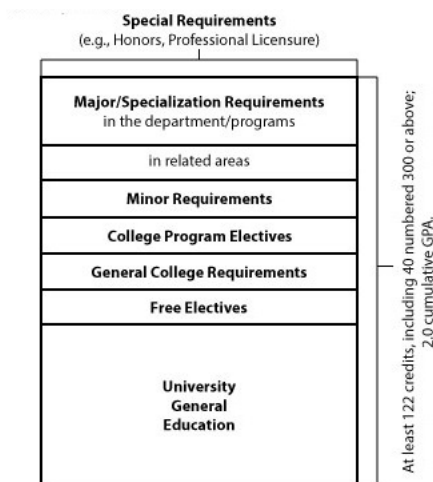 Special Requirements
(e.g., Honors, Professional Licensure)
Major/Specialization Requirements
in the department/programs
in related areas
Minor Requirements
College Program Electives
General College Requirements
Free Electives
University
General
Education
At least 122 credits, including 40 numbered 300 or above;
2.0 cumulative GPA.